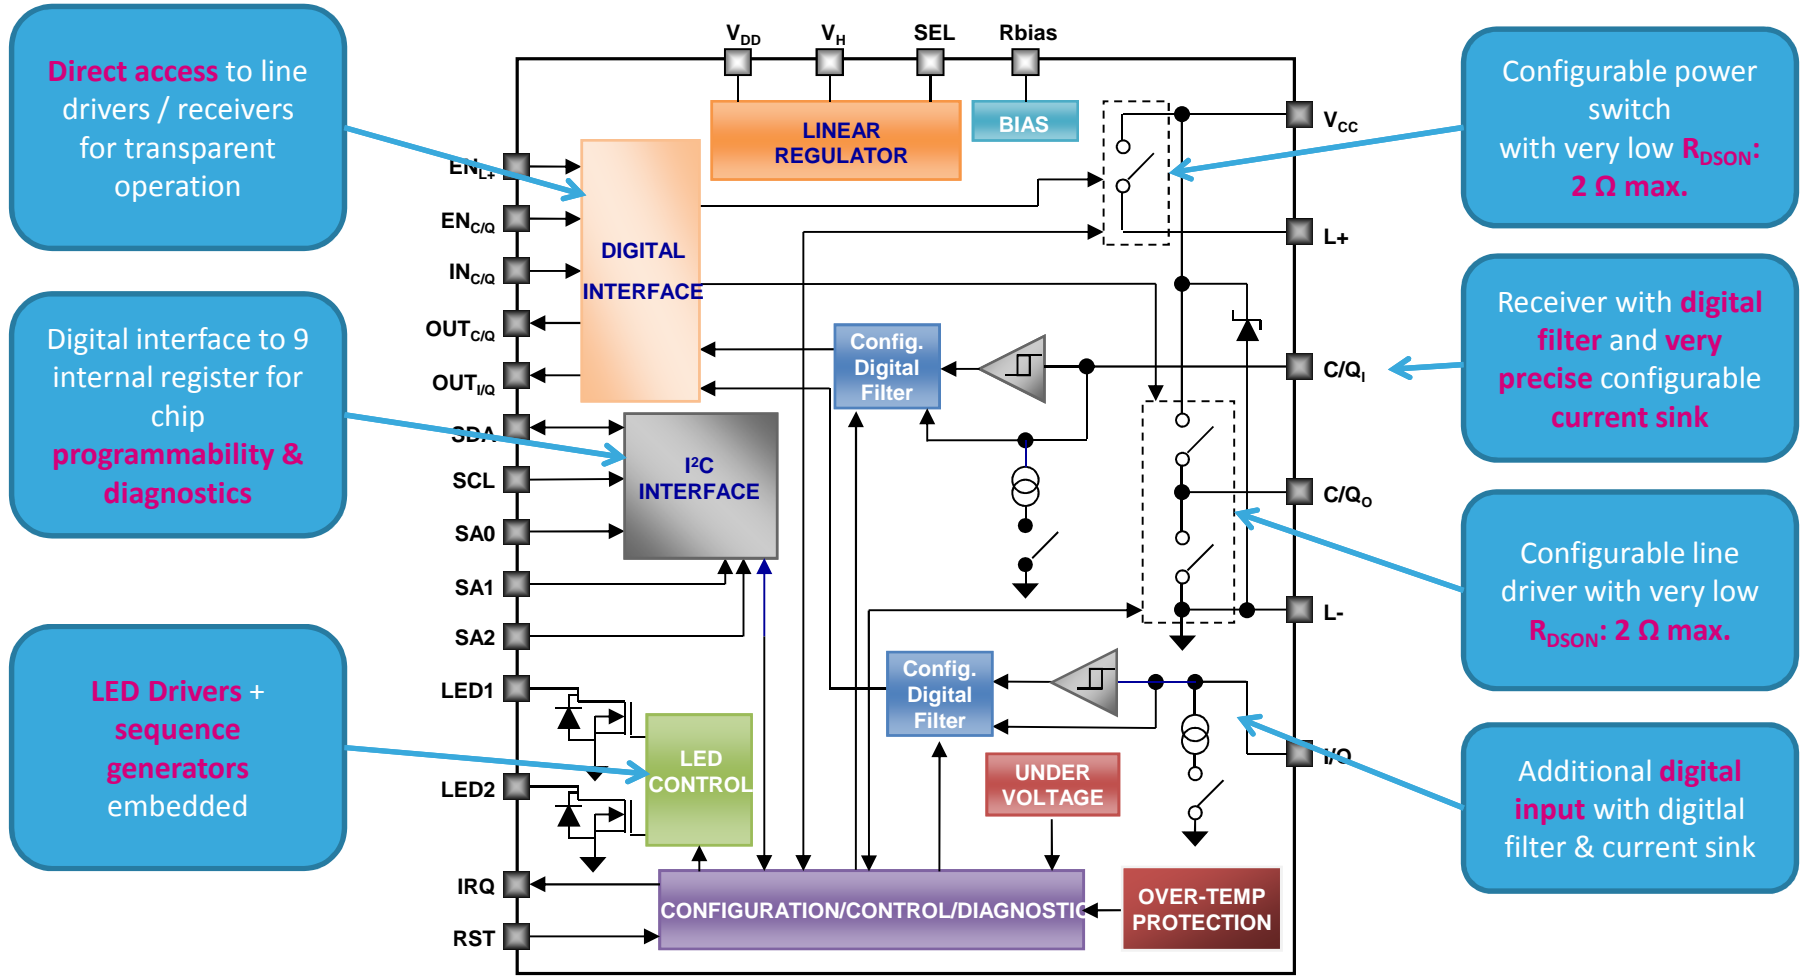 Direct access to line
drivers / receivers
for transparent
operation
Digital interface to 9
internal register for
chip
programmability &
diagnostics
LED Drivers +
sequence
generators
embedded
VDD
VH
SEL
Rbias
LINEAR
REGULATOR
BIAS
ENL+
ENC/Q
INC/Q
OUTC/Q
OUTI/Q
SDA
SCL
SA0
SA1
SA2
LED1
LED2
IRQ
RST
DIGITAL
INTERFACE
I²C
INTERFACE
Config.
Digital
Filter
Config.
Digital
Filter
LED
CONTROL
UNDER
VOLTAGE
CONFIGURATION/CONTROL/DIAGNOSTIC
OVER-TEMP
PROTECTION
VCC
L+
C/QI
C/QO
L-
I/Q
Configurable power
switch
with very low RDSON:
2 Ω max.
Receiver with digital
filter and very
precise configurable
current sink
Configurable line
driver with very low
RDSON: 2 Ω max.
Additional digital
input with digitlal
filter & current sink